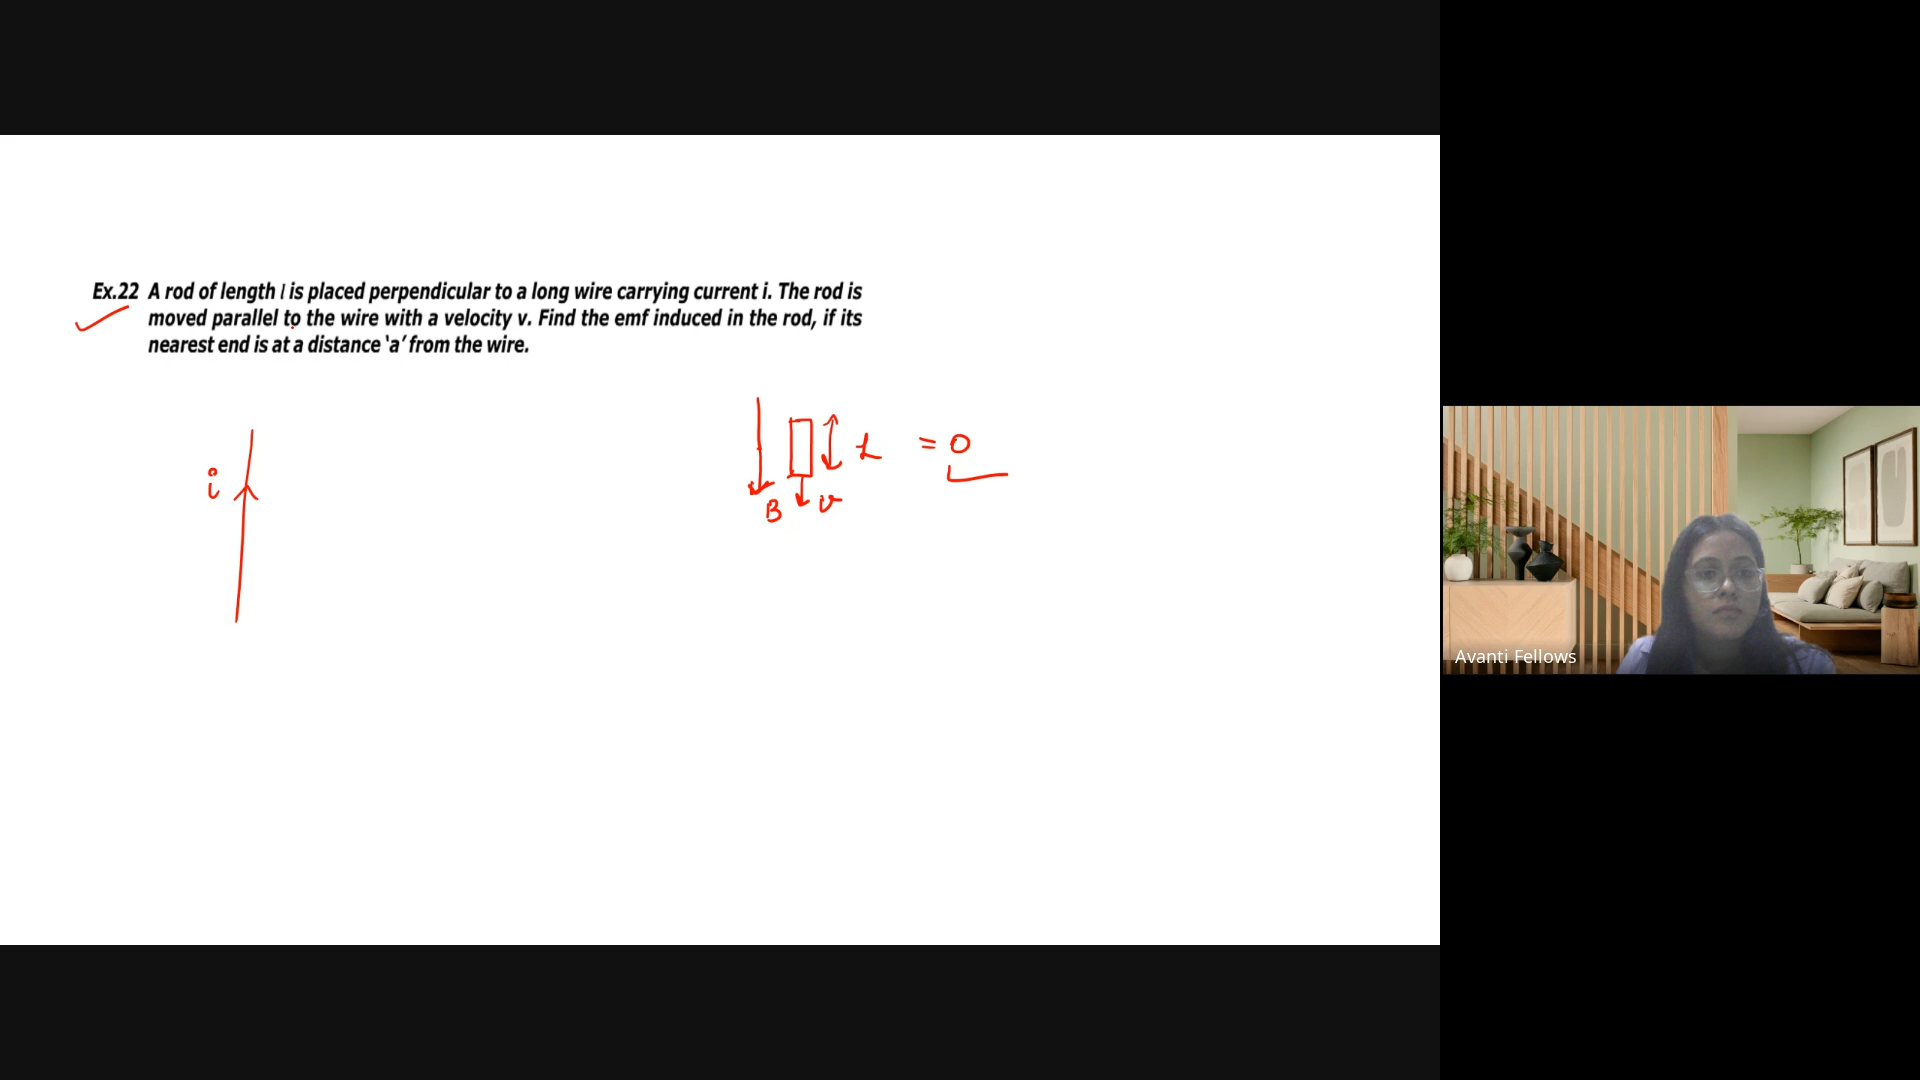 Ex.22 A rod of length l is placed perpendicular to a long wire carrying current i. The rod is
moved parallel to the wire with a velocity v. Find the emf induced in the rod, if its
nearest end is at a distance ‘a’ from the wire.
i
L = 0
B v
Avanti Fellows